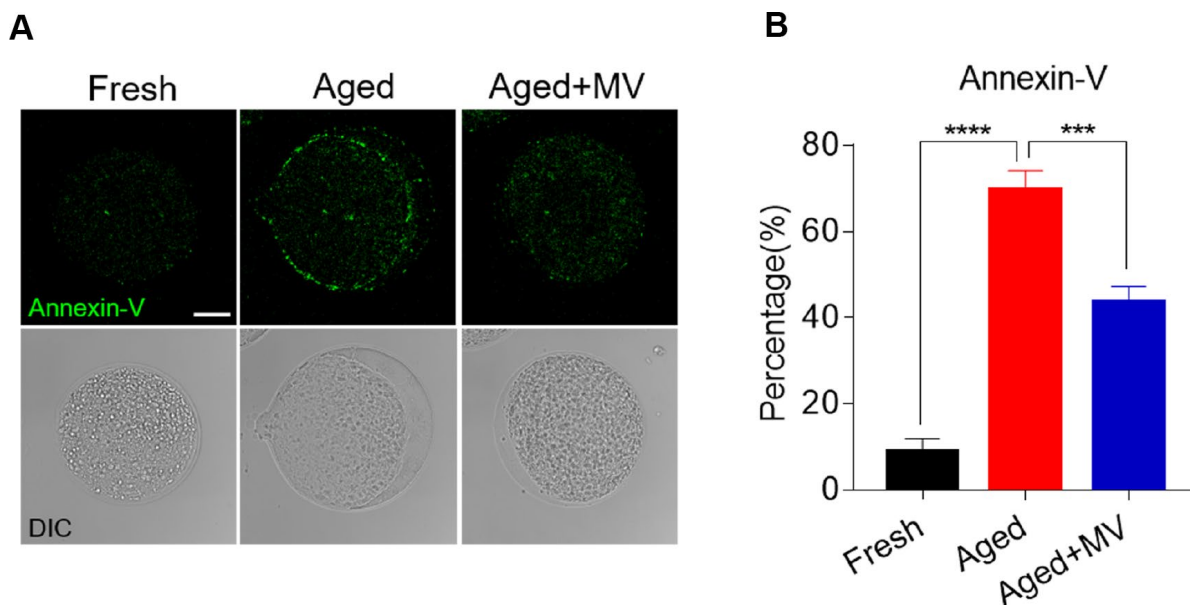 A
Fresh
Aged
Aged+MV
Annexin-V
DIC
B
Annexin-V
**** ***
Percentage(%)
80
60
40
20
0
Fresh
Aged
Aged+MV